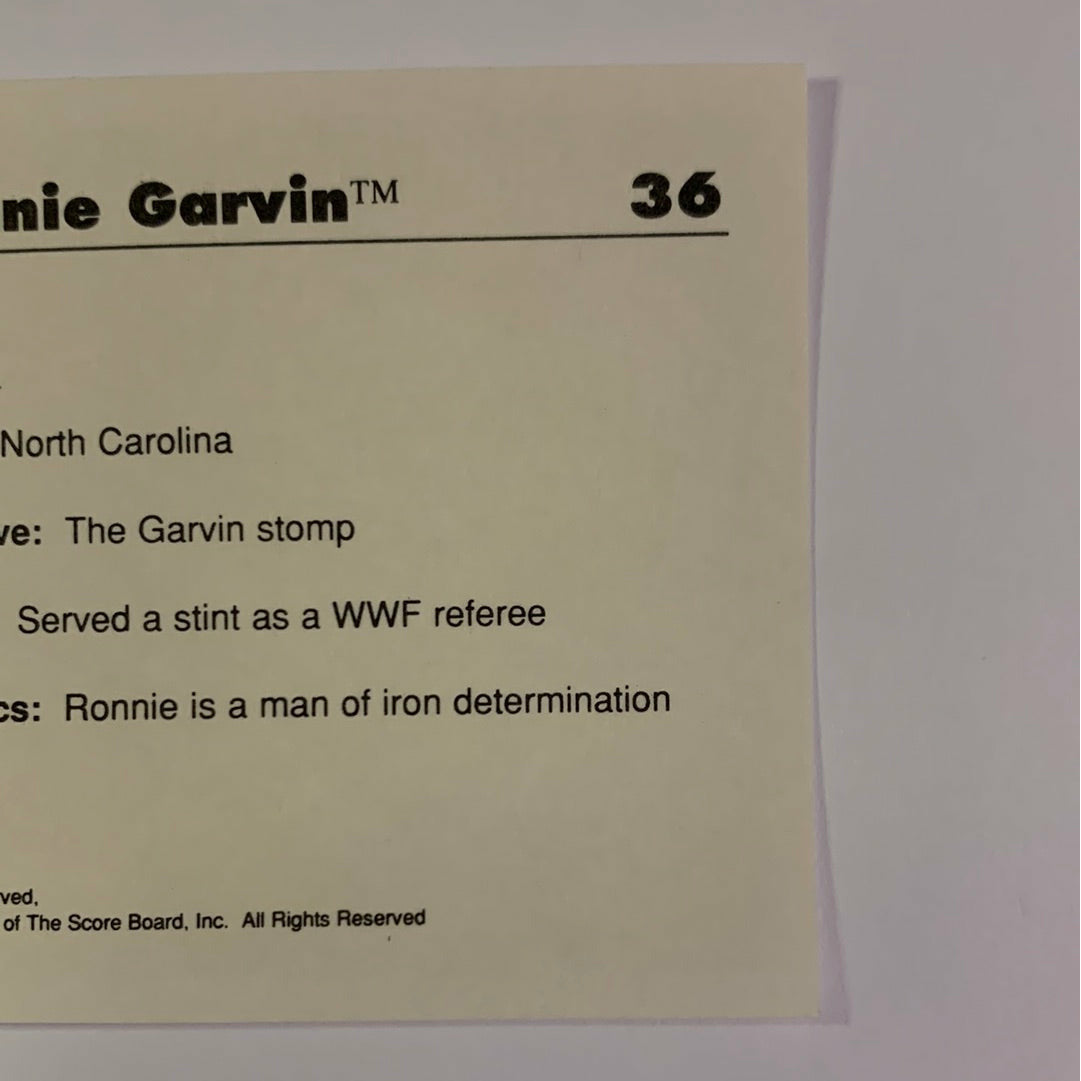 nie Garvin™ 36
North Carolina
ve: The Garvin stomp
Served a stint as a WWF referee
cs: Ronnie is a man of iron determination
ved,
of The Score Board, Inc. All Rights Reserved